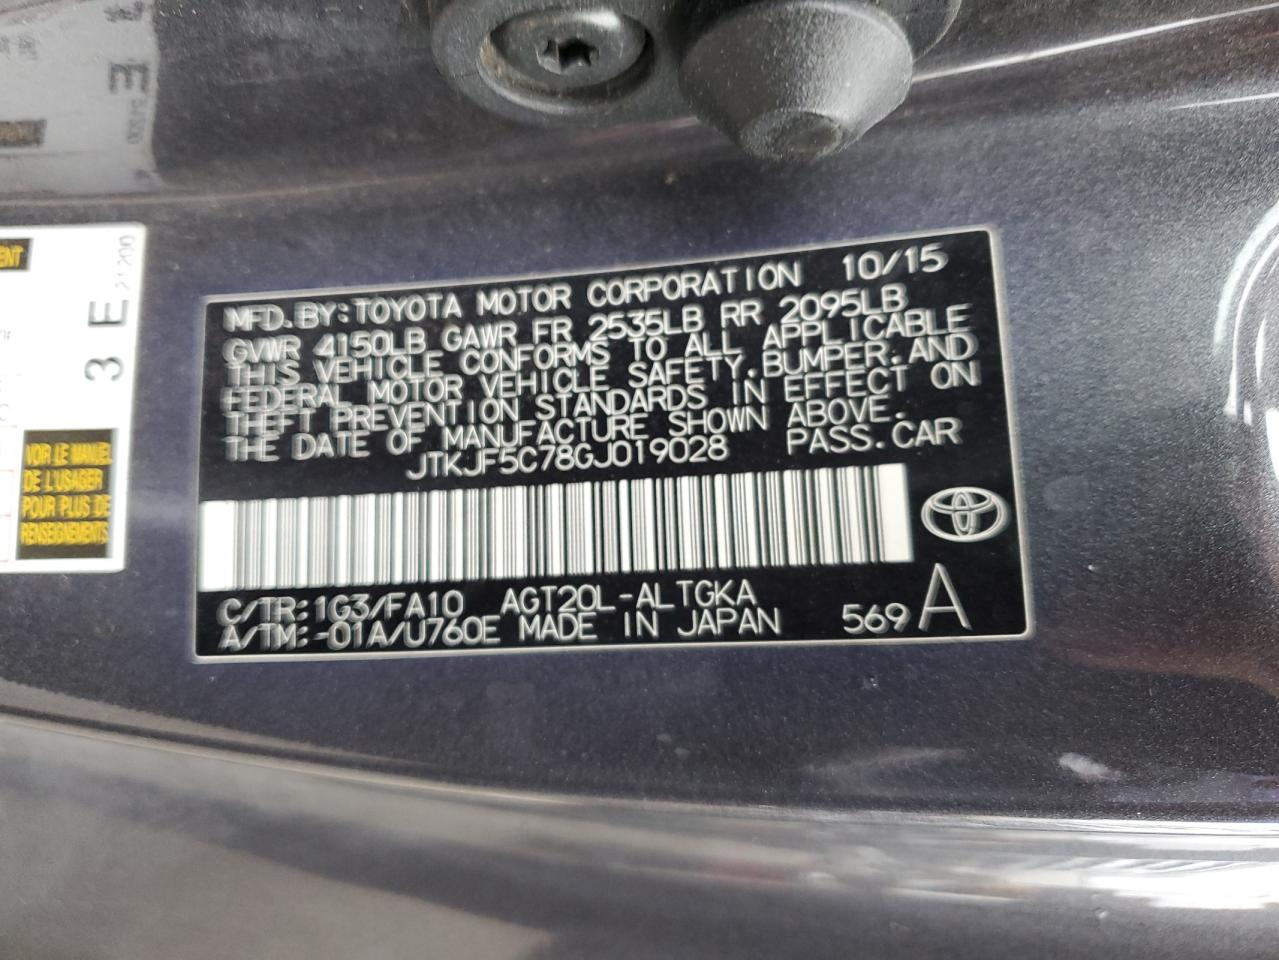 MFD.BY:TOYOTA MOTOR CORPORATION 10/15
GVWR 4150LB GAWR FR 2535LB RR 2095LB
THIS VEHICLE CONFORMS TO ALL APPLICABLE
FEDERAL MOTOR VEHICLE SAFETY,BUMPER,AND
THEFT PREVENTION STANDARDS IN EFFECT ON
THE DATE OF MANUFACTURE SHOWN ABOVE.
JTKJF5C78GJ019028 PASS.CAR
C/TR:1G3/FA10 AGT20L-ALTGKA
A/TM:-01A/U760E MADE IN JAPAN 569 A
3 E
21200
VOIR LE MANUEL
DE L'USAGER
POUR PLUS DE
RENSEIGNEMENTS